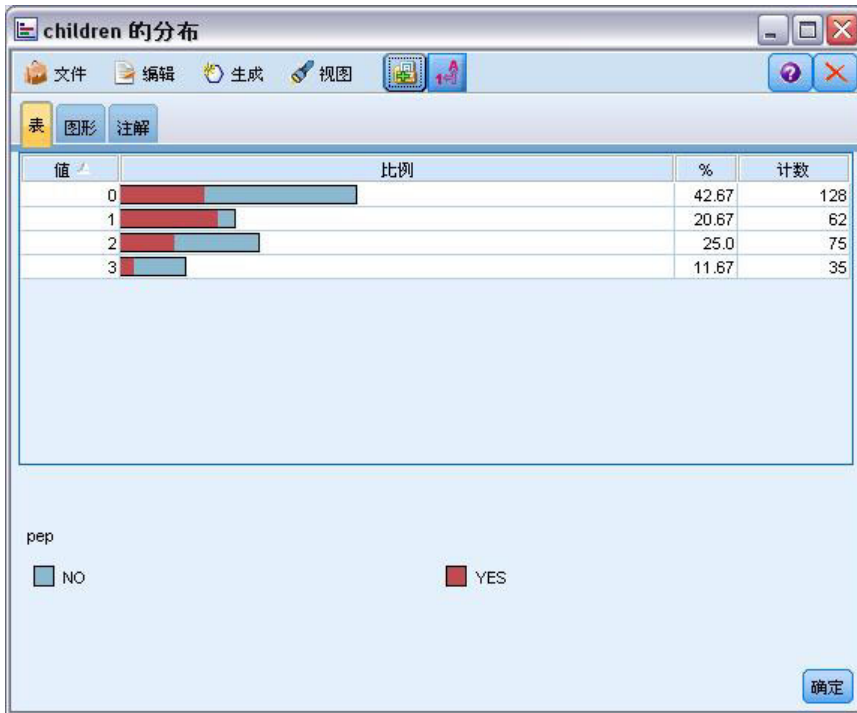 children 的分布
文件 编辑 生成 视图
表 图形 注解
值 比例 % 计数
0 42.67 128
1 20.67 62
2 25.0 75
3 11.67 35
pep
NO YES
确定